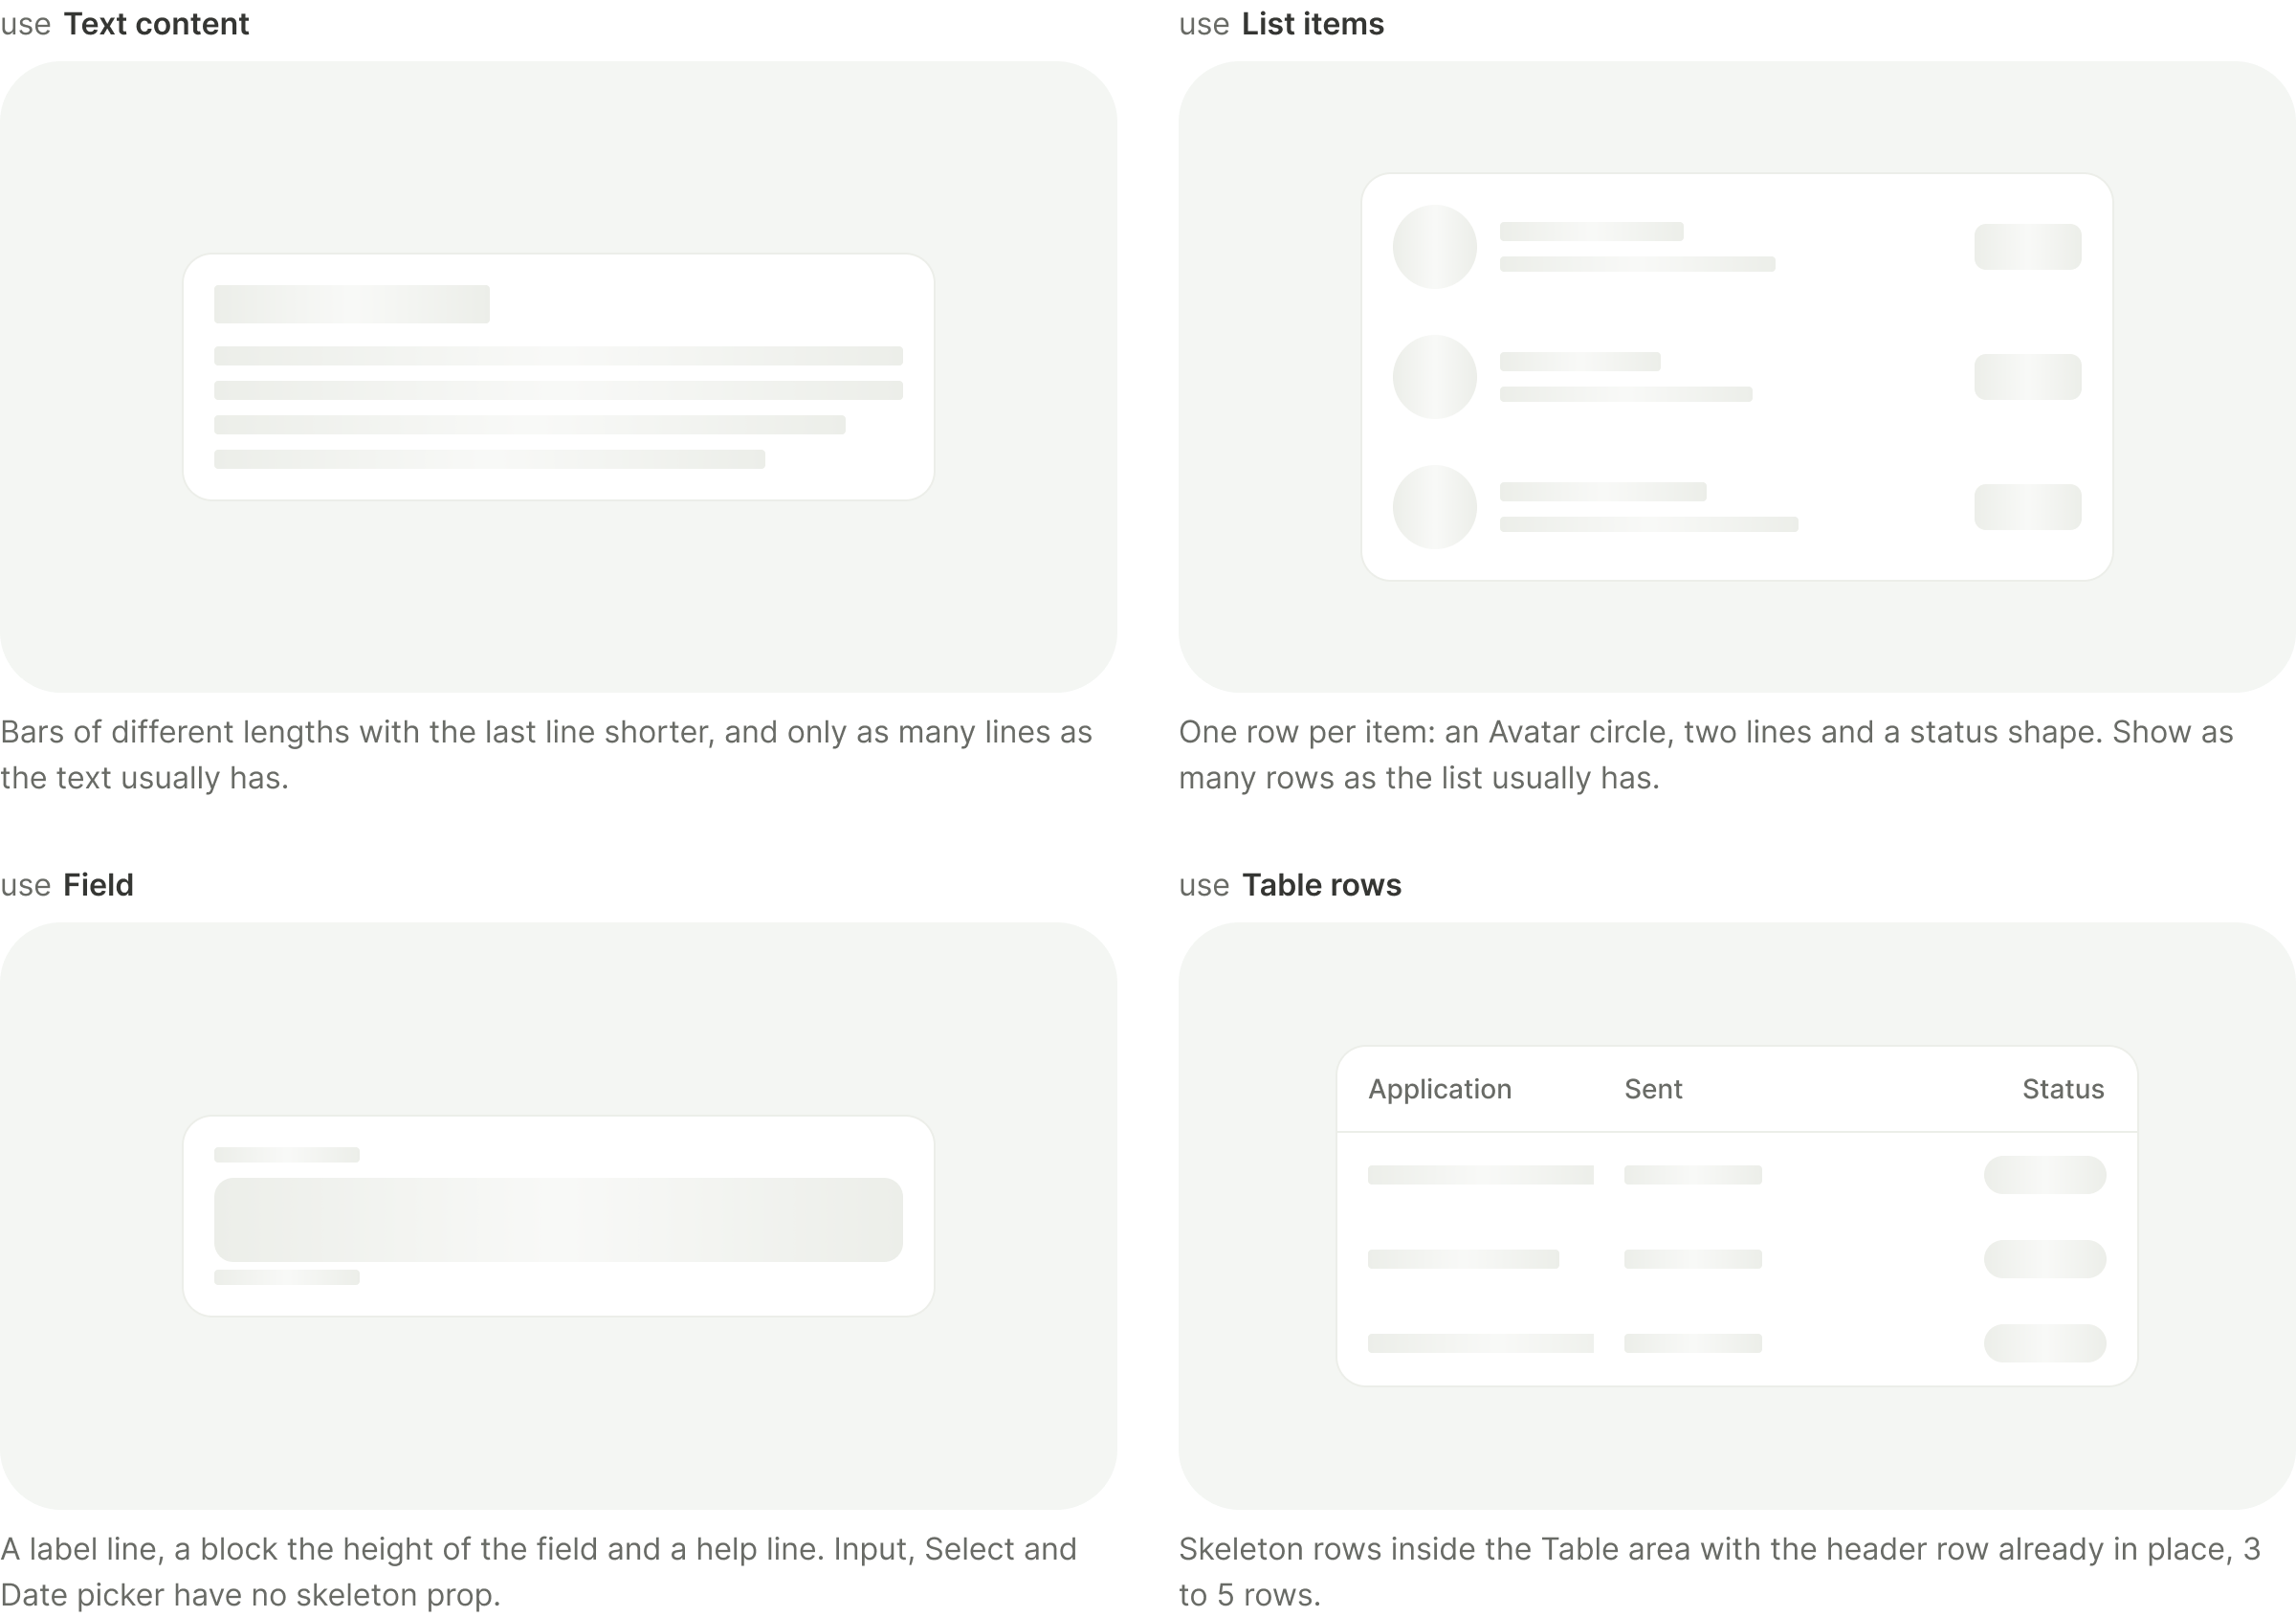 use Text content
Bars of different lengths with the last line shorter, and only as many lines as
the text usually has.
use List items
One row per item: an Avatar circle, two lines and a status shape. Show as
many rows as the list usually has.
use Field
A label line, a block the height of the field and a help line. Input, Select and
Date picker have no skeleton prop.
use Table rows
Application Sent Status
Skeleton rows inside the Table area with the header row already in place, 3
to 5 rows.